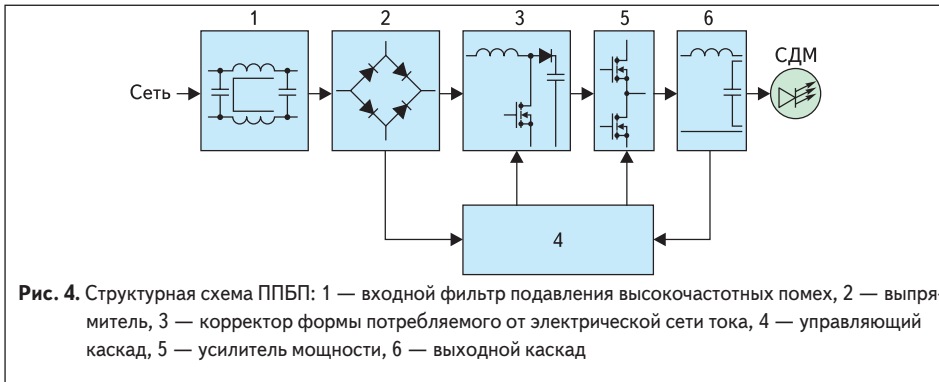 1 2 3 5 6
СДМ
Сеть
4
Рис. 4. Структурная схема ППБП: 1 — входной фильтр подавления высокочастотных помех, 2 — выпря-
митель, 3 — корректор формы потребляемого от электрической сети тока, 4 — управляющий
каскад, 5 — усилитель мощности, 6 — выходной каскад